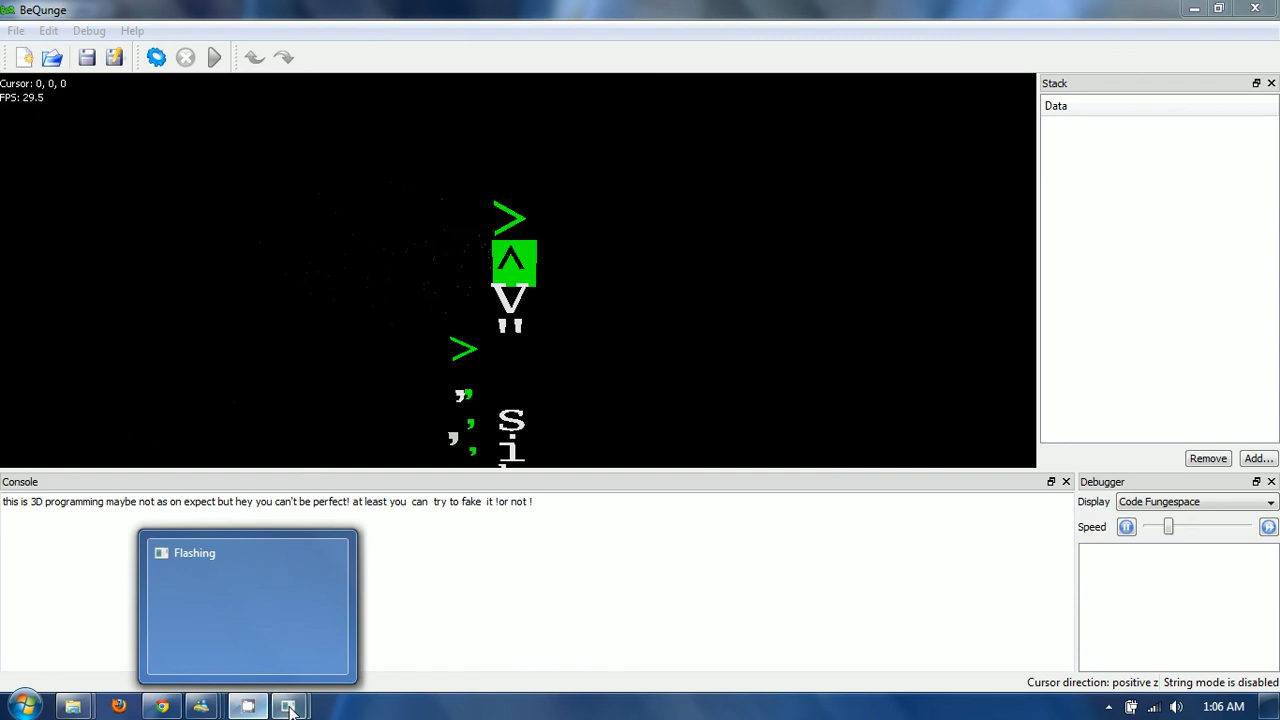 BeQunge
File Edit Debug Help
Cursor: 0, 0, 0
FPS: 29.5
>
^
V
"
>
, ,
s
, ,
i
,
Stack
Data
Remove Add...
Console
this is 3D programming maybe not as on expect but hey you can't be perfect! at least you can try to fake it !or not !
Debugger
Display Code Fungespace
Speed
Flashing
Cursor direction: positive z String mode is disabled
1:06 AM